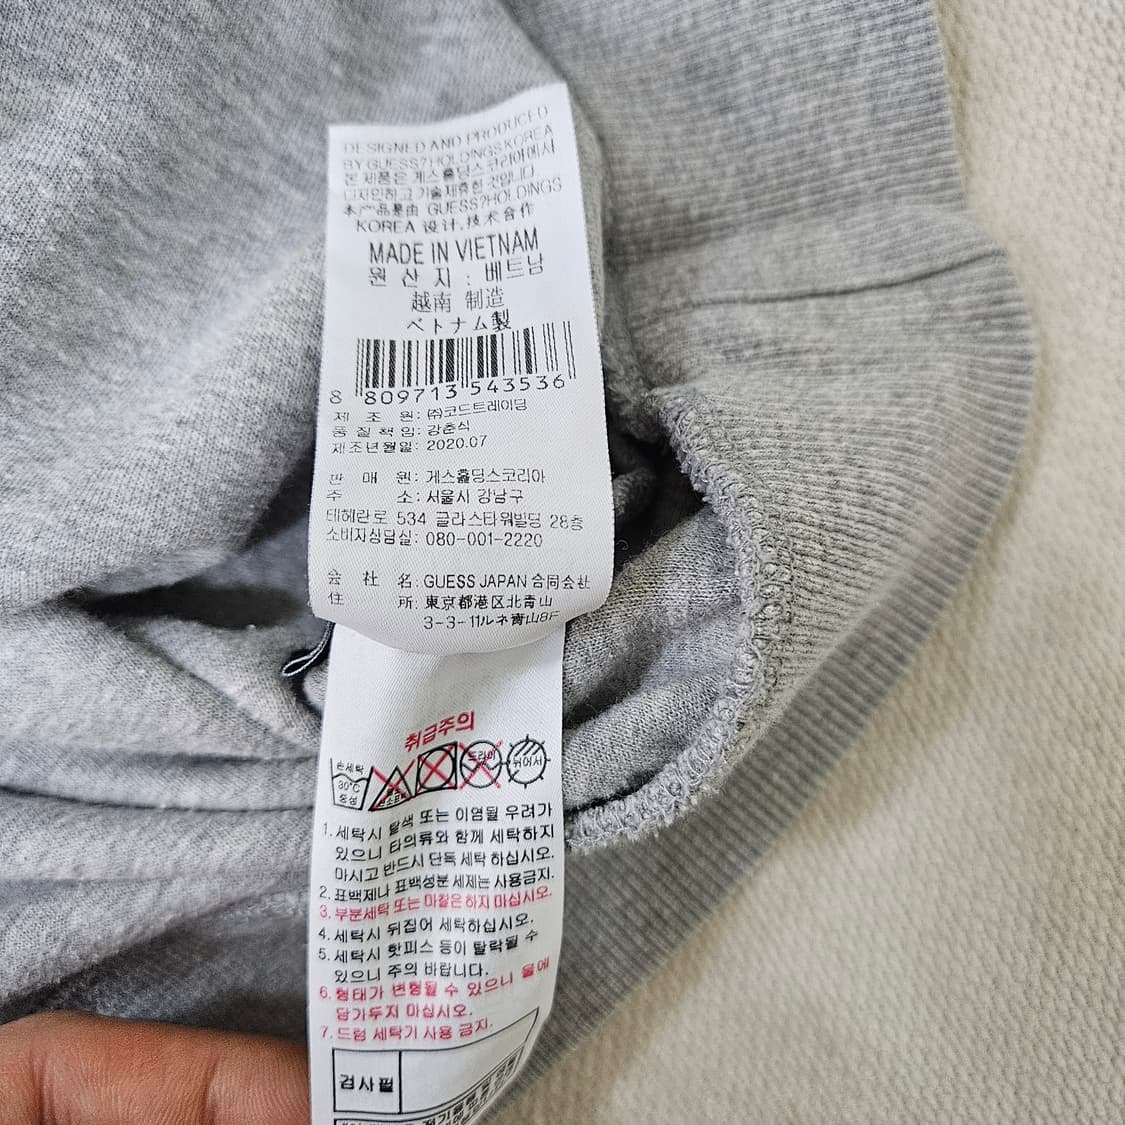 DESIGNED AND PRODUCED
BY GUESS?HOLDINGS KOREA
본 제품은 게스홀딩스코리아에서
디자인하고 기술제휴한 것입니다
本产品是由 GUESS?HOLDINGS
KOREA 设计,技术合作
MADE IN VIETNAM
원 산 지 : 베트남
越南 制造
ベトナム製
8 809713 543536
제 조 원: ㈜코드트레이딩
품 질 책 임: 강춘식
제조년월일: 2020.07
판 매 원: 게스홀딩스코리아
주 소: 서울시 강남구
테헤란로 534 글라스타워빌딩 28층
소비자상담실: 080-001-2220
会 社 名: GUESS JAPAN 合同会社
住 所: 東京都港区北青山
3-3-11ルネ青山8F
취급주의
손세탁
30℃
중성
드라이
뉘어서
1. 세탁시 탈색 또는 이염될 우려가
있으니 타의류와 함께 세탁하지
마시고 반드시 단독 세탁 하십시오.
2. 표백제나 표백성분 세제는 사용금지.
3. 부분세탁 또는 마찰은하지 마십시오.
4. 세탁시 뒤집어 세탁하십시오.
5. 세탁시 핫피스 등이 탈락될 수
있으니 주의 바랍니다.
6. 형태가 변형될 수 있으니 물에
담가두지 마십시오.
7. 드럼 세탁기 사용 금지.
검사필